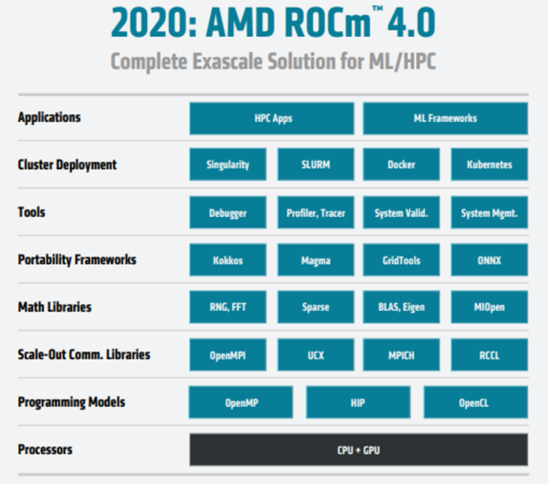 2020: AMD ROCm™ 4.0
Complete Exascale Solution for ML/HPC
Applications HPC Apps ML Frameworks
Cluster Deployment Singularity SLURM Docker Kubernetes
Tools Debugger Profiler, Tracer System Valid. System Mgmt.
Portability Frameworks Kokkos Magma GridTools ONNX
Math Libraries RNG, FFT Sparse BLAS, Eigen MIOpen
Scale-Out Comm. Libraries OpenMPI UCX MPICH RCCL
Programming Models OpenMP HIP OpenCL
Processors CPU + GPU